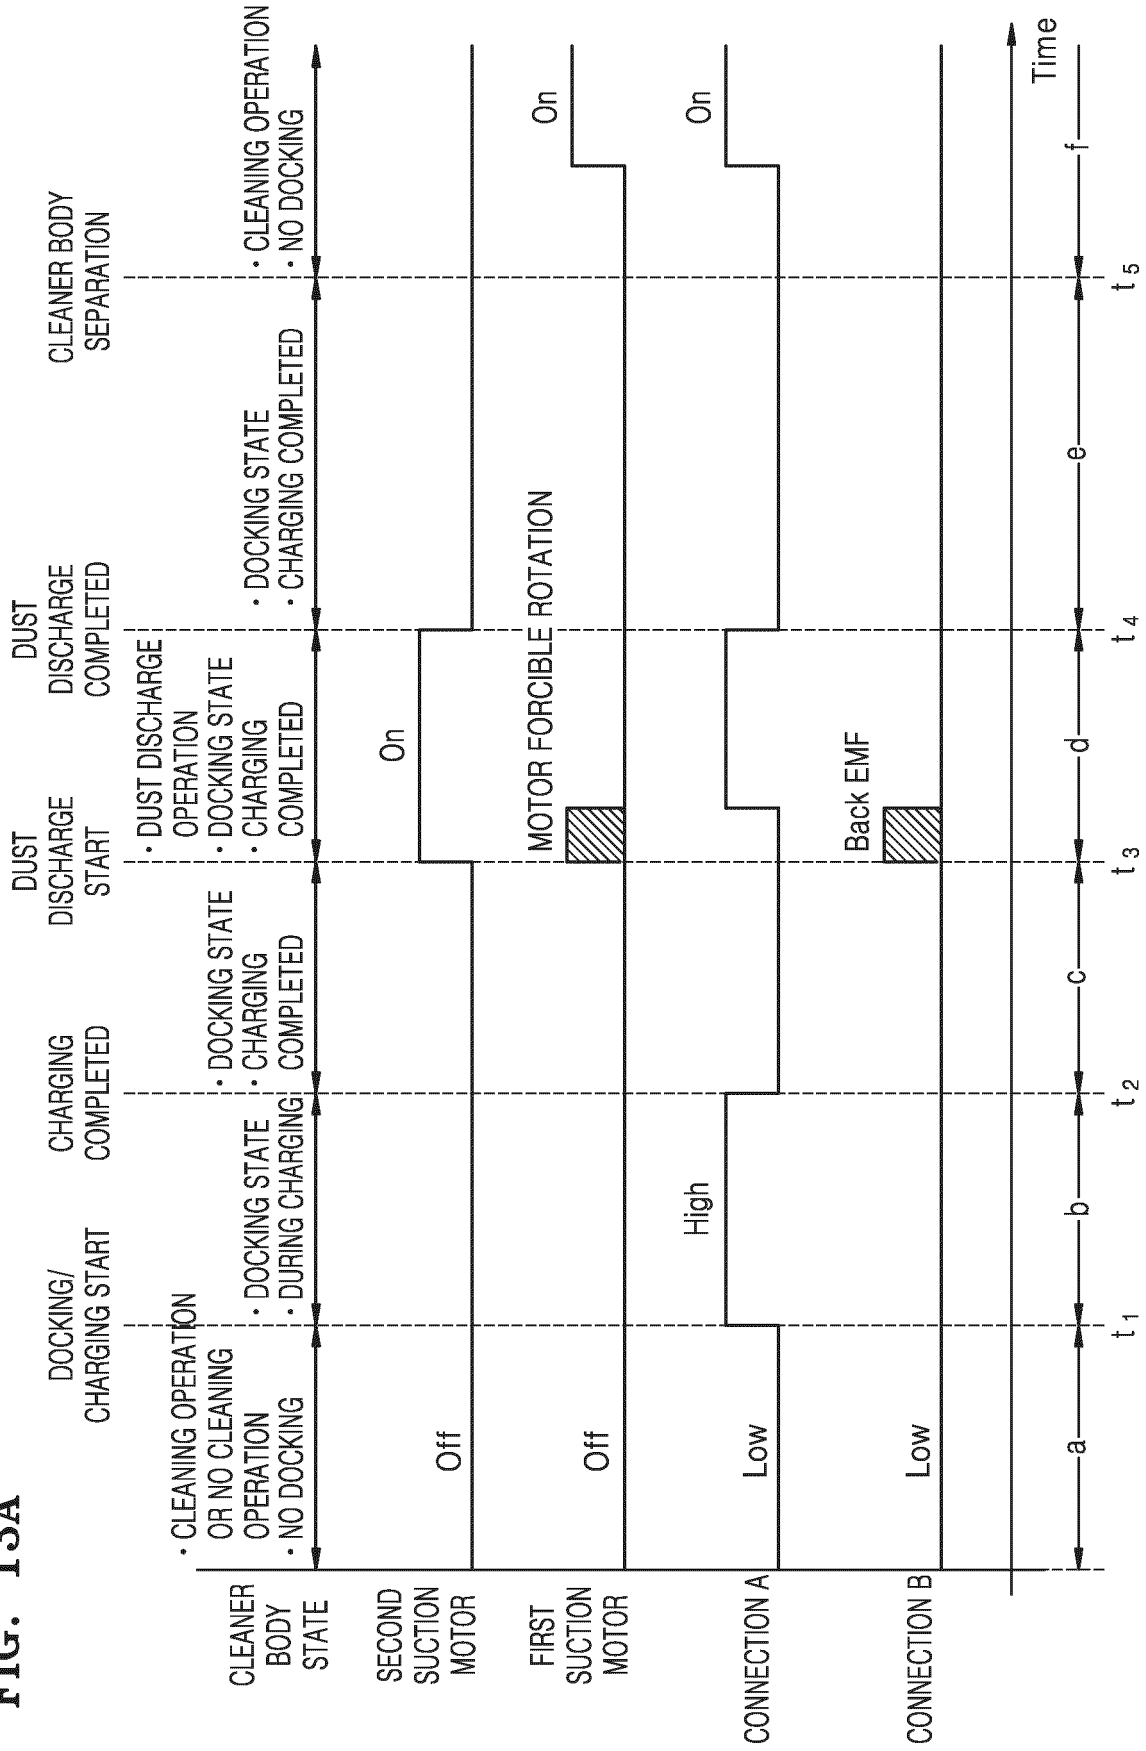 FIG. 13A
DOCKING/
CHARGING START
CHARGING
COMPLETED
DUST
DISCHARGE
START
DUST
DISCHARGE
COMPLETED
CLEANER BODY
SEPARATION
CLEANER
BODY
STATE
• CLEANING OPERATION
OR NO CLEANING
OPERATION
• NO DOCKING
• DOCKING STATE
• DURING CHARGING
• DOCKING STATE
• CHARGING
COMPLETED
• DUST DISCHARGE
OPERATION
• DOCKING STATE
• CHARGING
COMPLETED
• DOCKING STATE
• CHARGING COMPLETED
• CLEANING OPERATION
• NO DOCKING
SECOND
SUCTION
MOTOR
Off
On
FIRST
SUCTION
MOTOR
Off
MOTOR FORCIBLE ROTATION
On
CONNECTION A
Low
High
On
CONNECTION B
Low
Back EMF
Time
a
b
c
d
e
f
t1
t2
t3
t4
t5